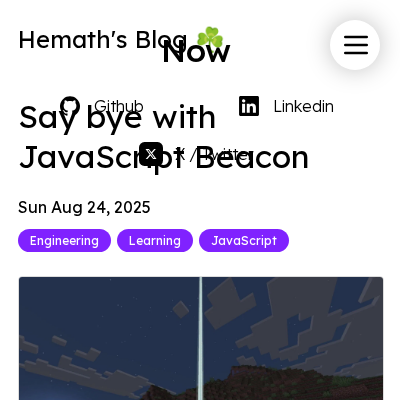 Hemath's Blog ☘️
Now
Github
Linkedin
Say bye with
JavaScript Beacon
X / Twitter
Sun Aug 24, 2025
Engineering
Learning
JavaScript